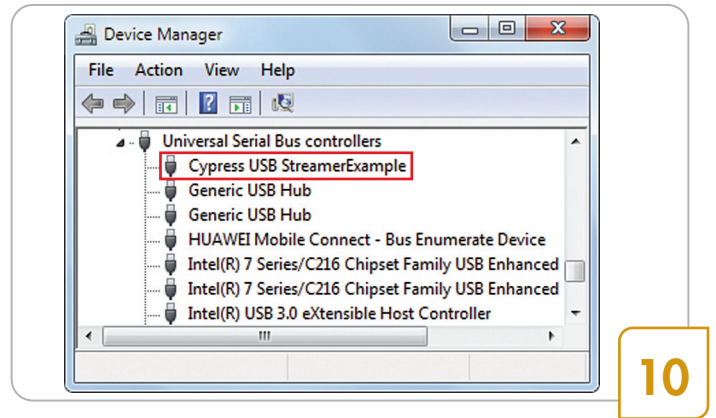 Device Manager
File Action View Help
Universal Serial Bus controllers
Cypress USB StreamerExample
Generic USB Hub
Generic USB Hub
HUAWEI Mobile Connect - Bus Enumerate Device
Intel(R) 7 Series/C216 Chipset Family USB Enhanced
Intel(R) 7 Series/C216 Chipset Family USB Enhanced
Intel(R) USB 3.0 eXtensible Host Controller
10